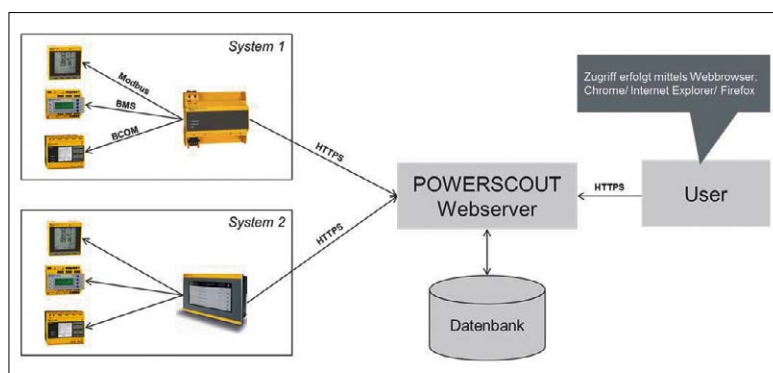 System 1
Modbus
BMS
BCOM
HTTPS
System 2
HTTPS
POWERSCOUT
Webserver
Datenbank
HTTPS
User
Zugriff erfolgt mittels Webbrowser:
Chrome/ Internet Explorer/ Firefox